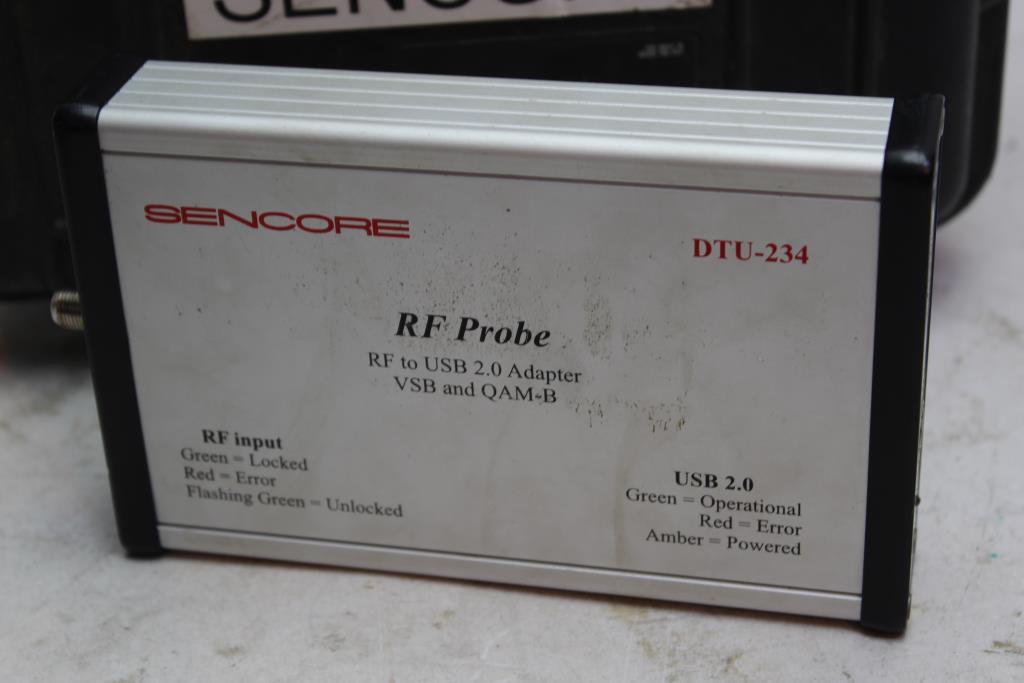 SENCORE
SENCORE
DTU-234
RF Probe
RF to USB 2.0 Adapter
VSB and QAM-B
RF input
Green = Locked
Red = Error
Flashing Green = Unlocked
USB 2.0
Green = Operational
Red = Error
Amber = Powered